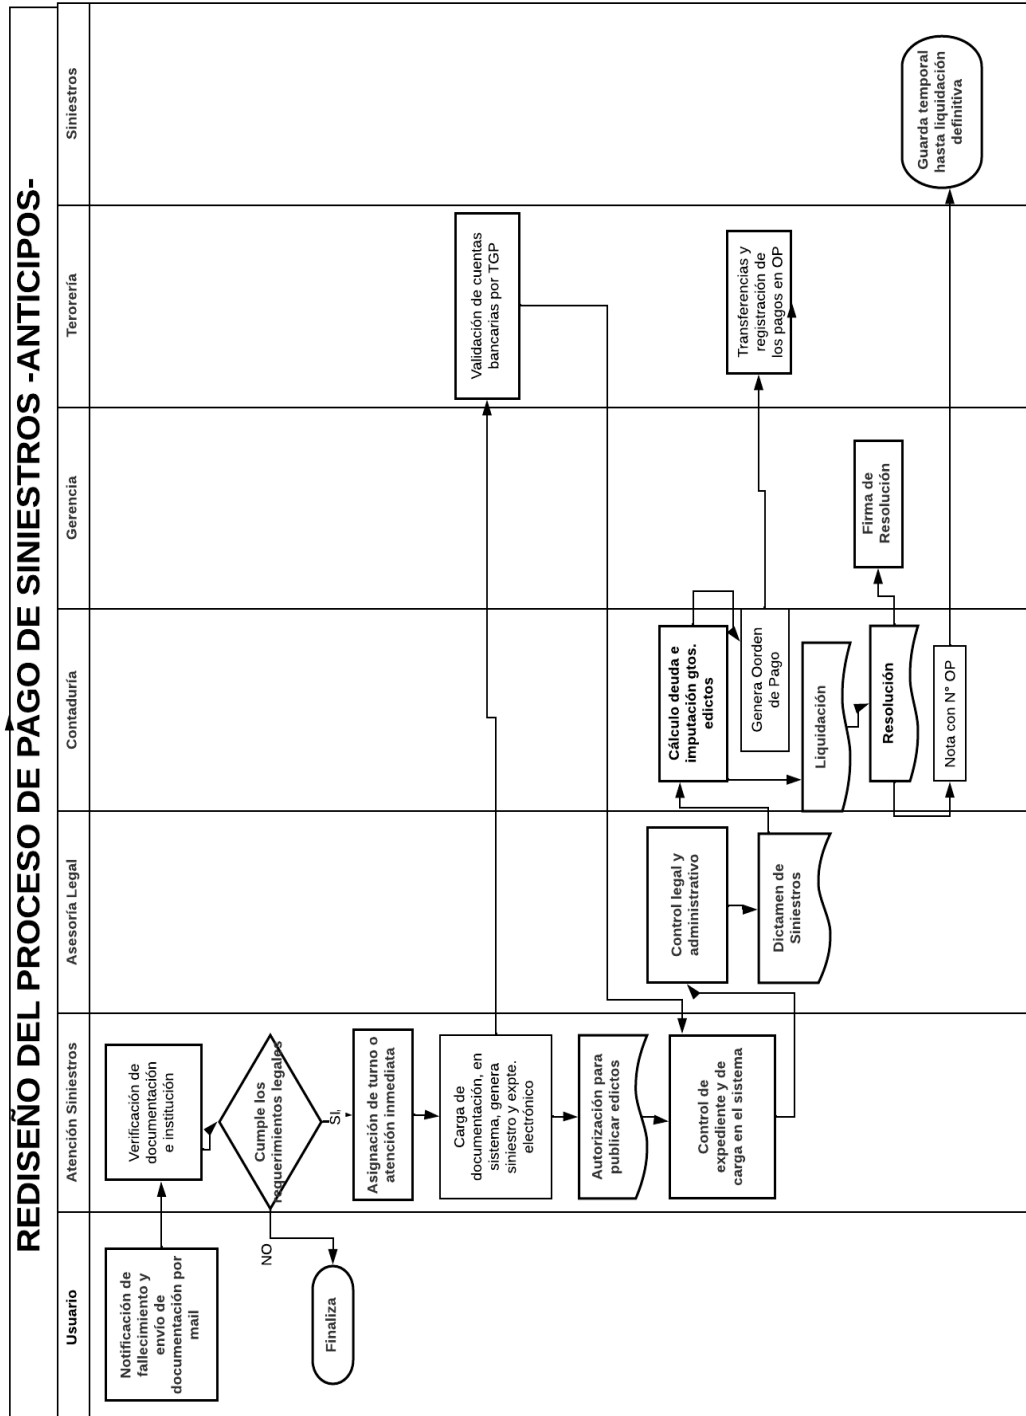 REDISEÑO DEL PROCESO DE PAGO DE SINIESTROS -ANTICIPOS-
Usuario
Atención Siniestros
Asesoría Legal
Contaduría
Gerencia
Terorería
Siniestros
Notificación de
fallecimiento y
envío de
documentación por
mail
Verificación de
documentación
e institución
Cumple los
requerimientos legales
NO
Finaliza
SI,
Asignación de turno o
atención inmediata
Carga de
documentación, en
sistema, genera
siniestro y expte.
electrónico
Validación de cuentas
bancarias por TGP
Autorización para
publicar edictos
Control de
expediente y de
carga en el sistema
Control legal y
administrativo
Dictamen de
Siniestros
Cálculo deuda e
imputación gtos.
edictos
Genera Oorden
de Pago
Transferencias y
registración de
los pagos en OP
Liquidación
Resolución
Firma de
Resolución
Nota con N° OP
Guarda temporal
hasta liquidación
definitiva